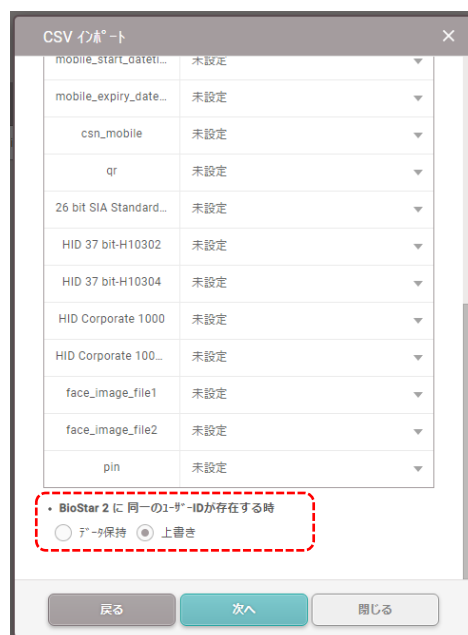 CSV ｲﾝﾎﾟｰﾄ
mobile_start_dateti... 未設定
mobile_expiry_date... 未設定
csn_mobile 未設定
qr 未設定
26 bit SIA Standard... 未設定
HID 37 bit-H10302 未設定
HID 37 bit-H10304 未設定
HID Corporate 1000 未設定
HID Corporate 100... 未設定
face_image_file1 未設定
face_image_file2 未設定
pin 未設定
• BioStar 2 に 同一のﾕｰｻﾞｰIDが存在する時
ﾃﾞｰﾀ保持 上書き
戻る 次へ 閉じる